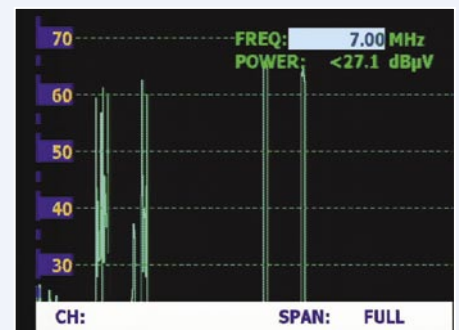 70 FREQ: 7.00 MHz
POWER: <27.1 dBµV
60
50
40
30
CH: SPAN: FULL